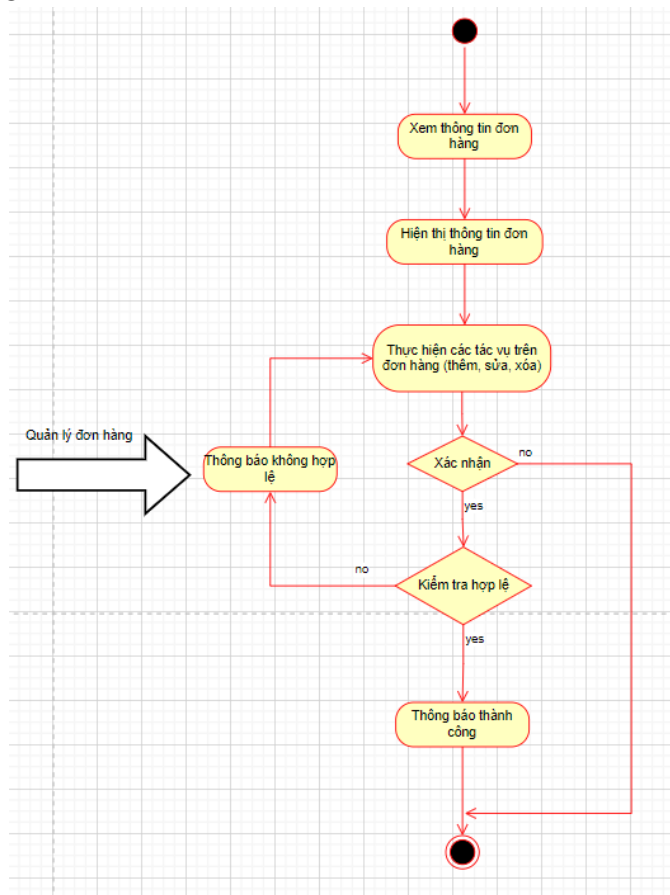 Xem thông tin đơn
hàng
Hiện thị thông tin đơn
hàng
Thực hiện các tác vụ trên
đơn hàng (thêm, sửa, xóa)
Quản lý đơn hàng
Thông báo không hợp
lệ
Xác nhận
no
yes
no
Kiểm tra hợp lệ
yes
Thông báo thành
công